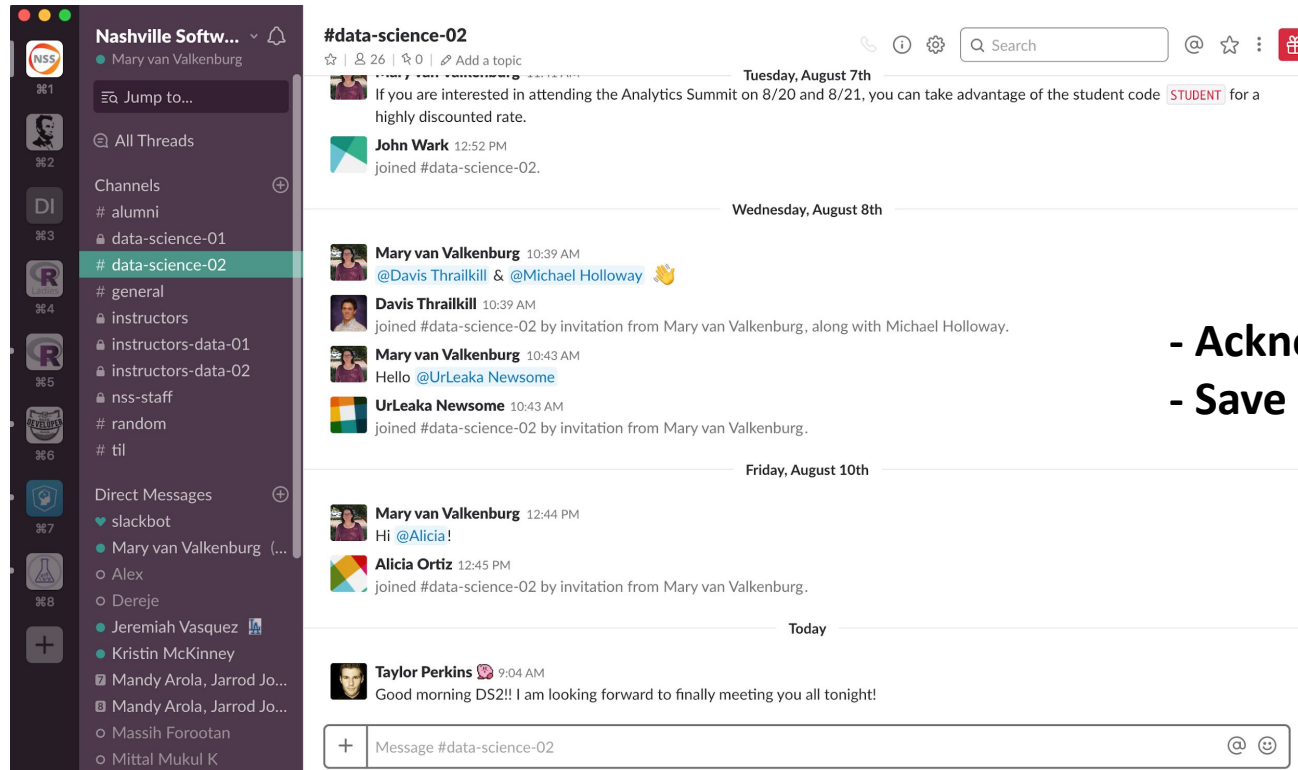 Nashville Softw...
Mary van Valkenburg
Jump to...
All Threads
Channels
# alumni
data-science-01
# data-science-02
# general
instructors
instructors-data-01
instructors-data-02
nss-staff
# random
# til
Direct Messages
slackbot
Mary van Valkenburg (...
Alex
Dereje
Jeremiah Vasquez
Kristin McKinney
7 Mandy Arola, Jarrod Jo...
8 Mandy Arola, Jarrod Jo...
Massih Forootan
Mittal Mukul K
NSS
⌘1
⌘2
DI
⌘3
R
Ladies
⌘4
R
⌘5
DEVELOPER
⌘6
⌘7
⌘8
+
#data-science-02
26 | 0 | Add a topic
Search
Tuesday, August 7th
Mary van Valkenburg 11:41 AM
If you are interested in attending the Analytics Summit on 8/20 and 8/21, you can take advantage of the student code STUDENT for a
highly discounted rate.
John Wark 12:52 PM
joined #data-science-02.
Wednesday, August 8th
Mary van Valkenburg 10:39 AM
@Davis Thrailkill & @Michael Holloway
Davis Thrailkill 10:39 AM
joined #data-science-02 by invitation from Mary van Valkenburg, along with Michael Holloway.
Mary van Valkenburg 10:43 AM
Hello @UrLeaka Newsome
UrLeaka Newsome 10:43 AM
joined #data-science-02 by invitation from Mary van Valkenburg.
Friday, August 10th
Mary van Valkenburg 12:44 PM
Hi @Alicia!
Alicia Ortiz 12:45 PM
joined #data-science-02 by invitation from Mary van Valkenburg.
Today
Taylor Perkins 9:04 AM
Good morning DS2!! I am looking forward to finally meeting you all tonight!
+ Message #data-science-02
- Ackn
- Save